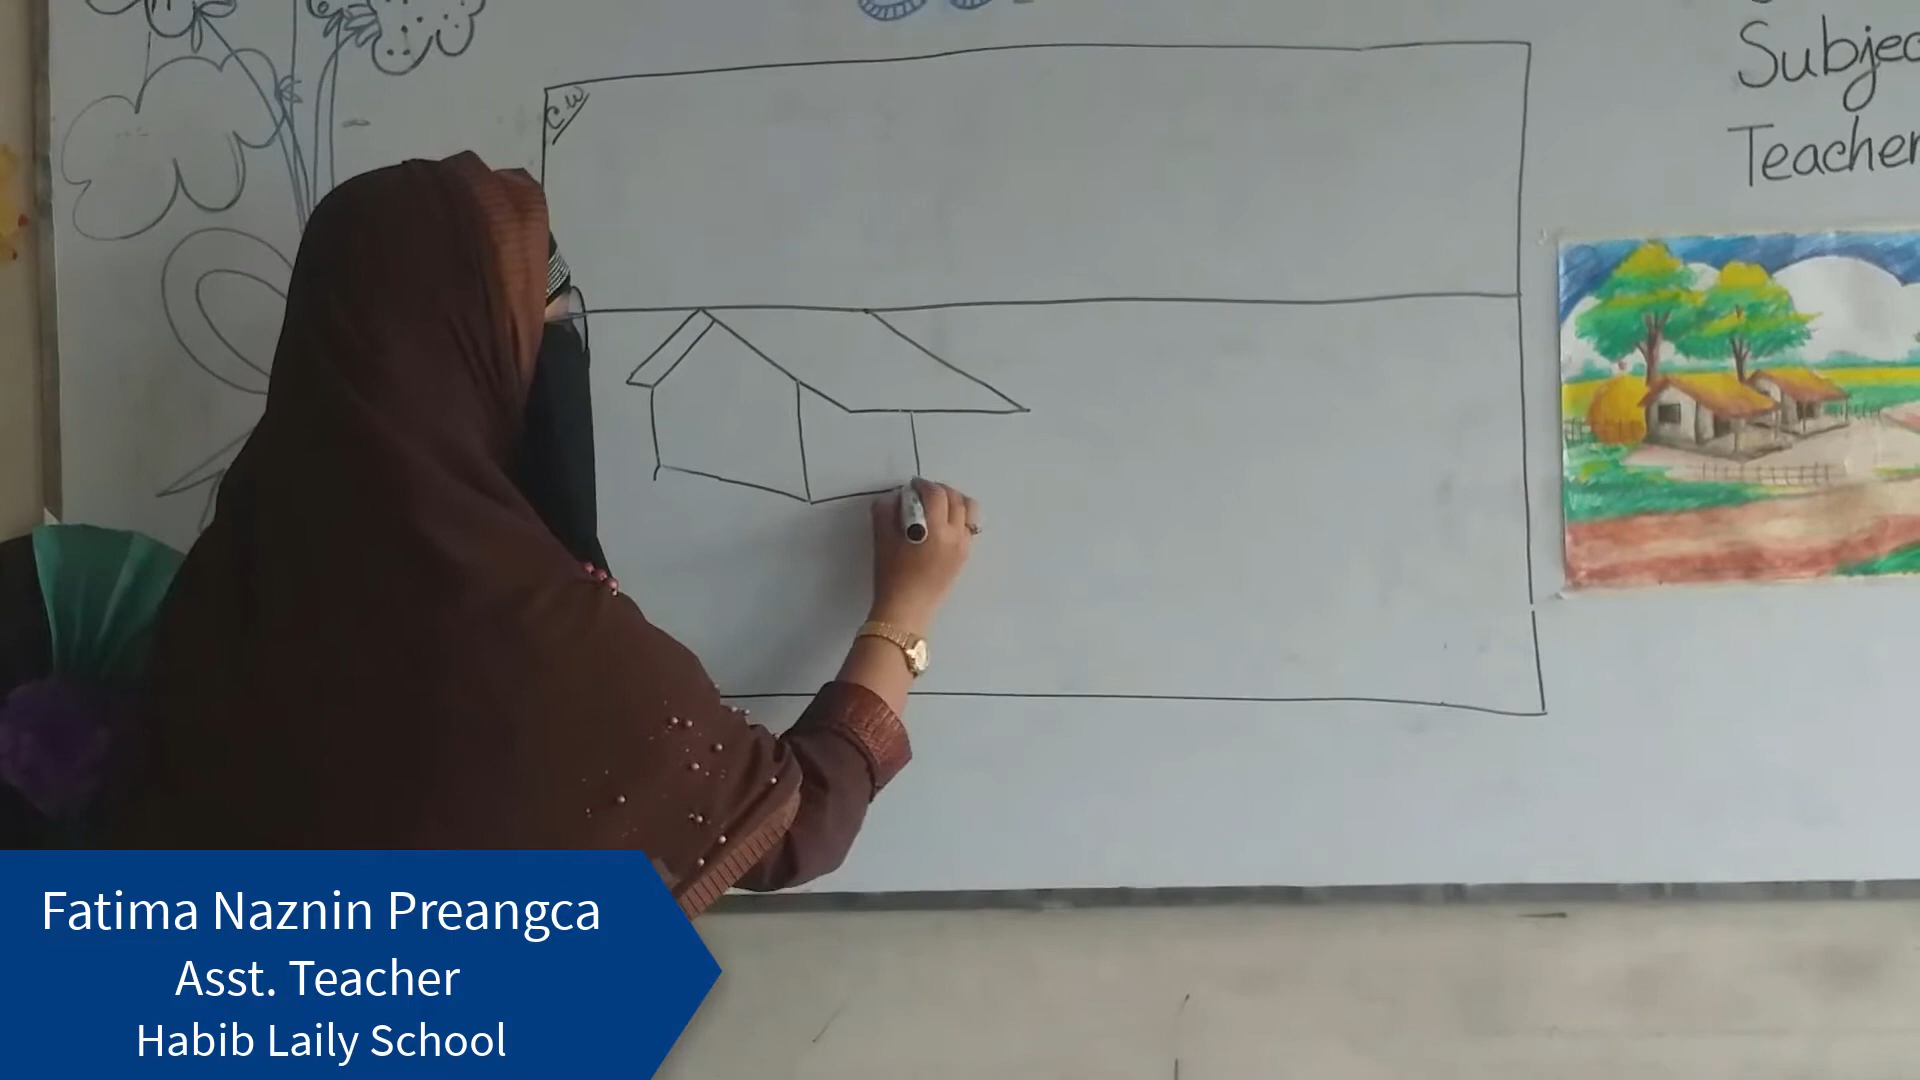 C.W
Subjec
Teacher
Fatima Naznin Preangca
Asst. Teacher
Habib Laily School